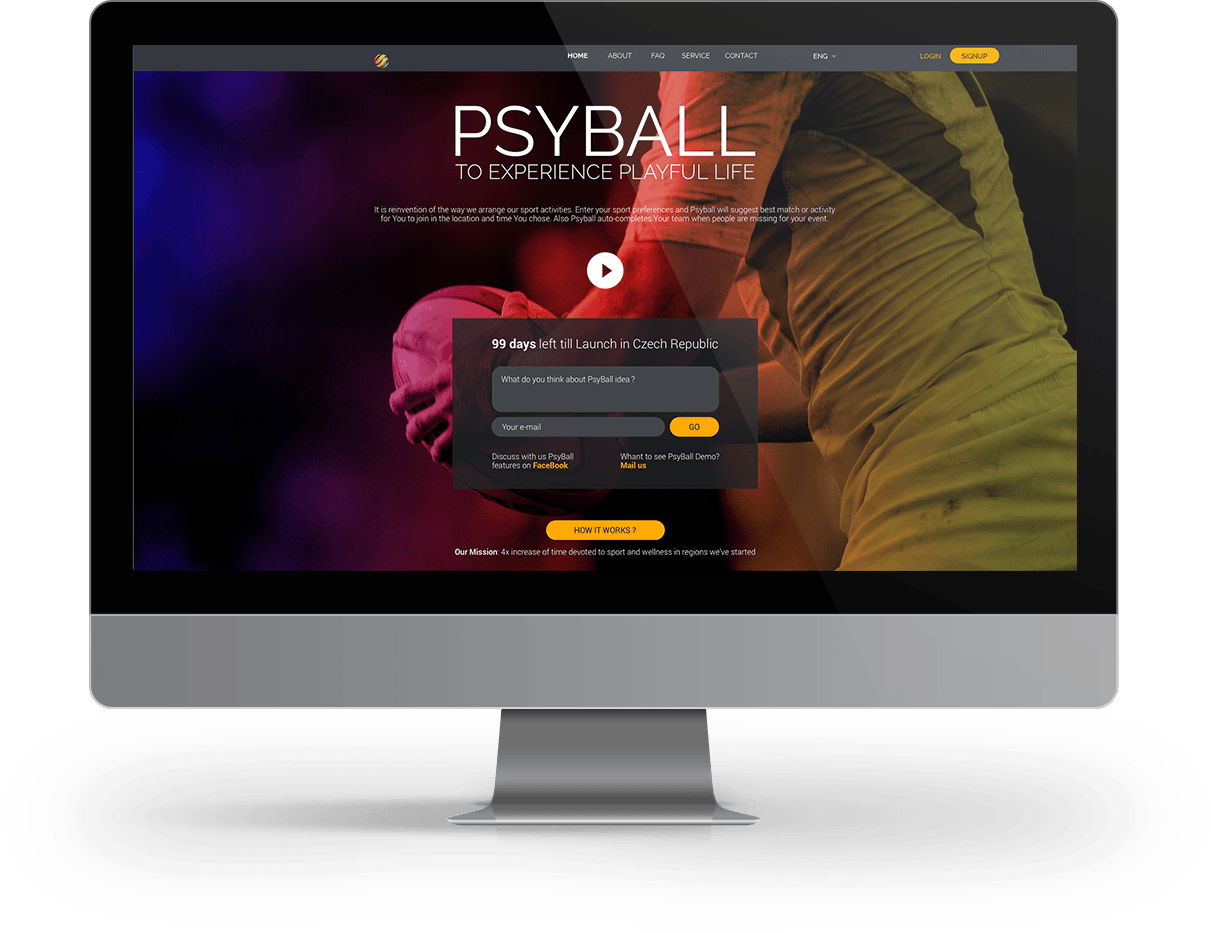 HOME ABOUT FAQ SERVICE CONTACT ENG LOGIN SIGNUP
PSYBALL
TO EXPERIENCE PLAYFUL LIFE
It is reinvention of the way we arrange our sport activities. Enter your sport preferences and Psyball will suggest best match or activity
for You to join in the location and time You chose. Also Psyball auto-completes Your team when people are missing for your event.
99 days left till Launch in Czech Republic
What do you think about PsyBall idea ?
Your e-mail GO
Discuss with us PsyBall
features on FaceBook
Whant to see PsyBall Demo?
Mail us
HOW IT WORKS ?
Our Mission: 4x increase of time devoted to sport and wellness in regions we've started